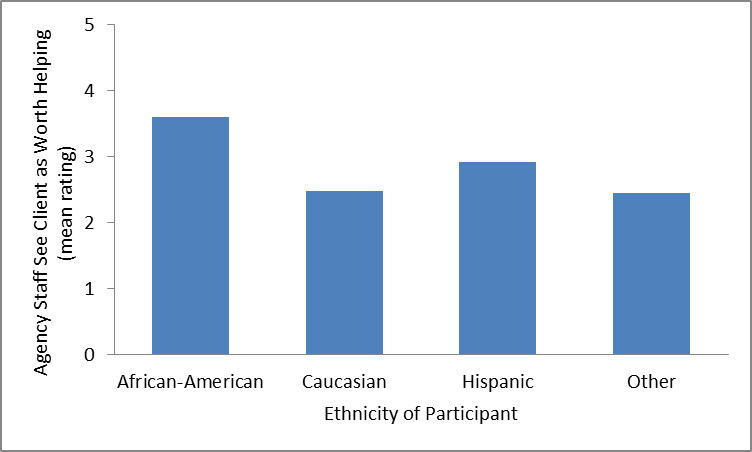 Agency Staff See Client as Worth Helping
(mean rating)
5
4
3
2
1
0
African-American Caucasian Hispanic Other
Ethnicity of Participant